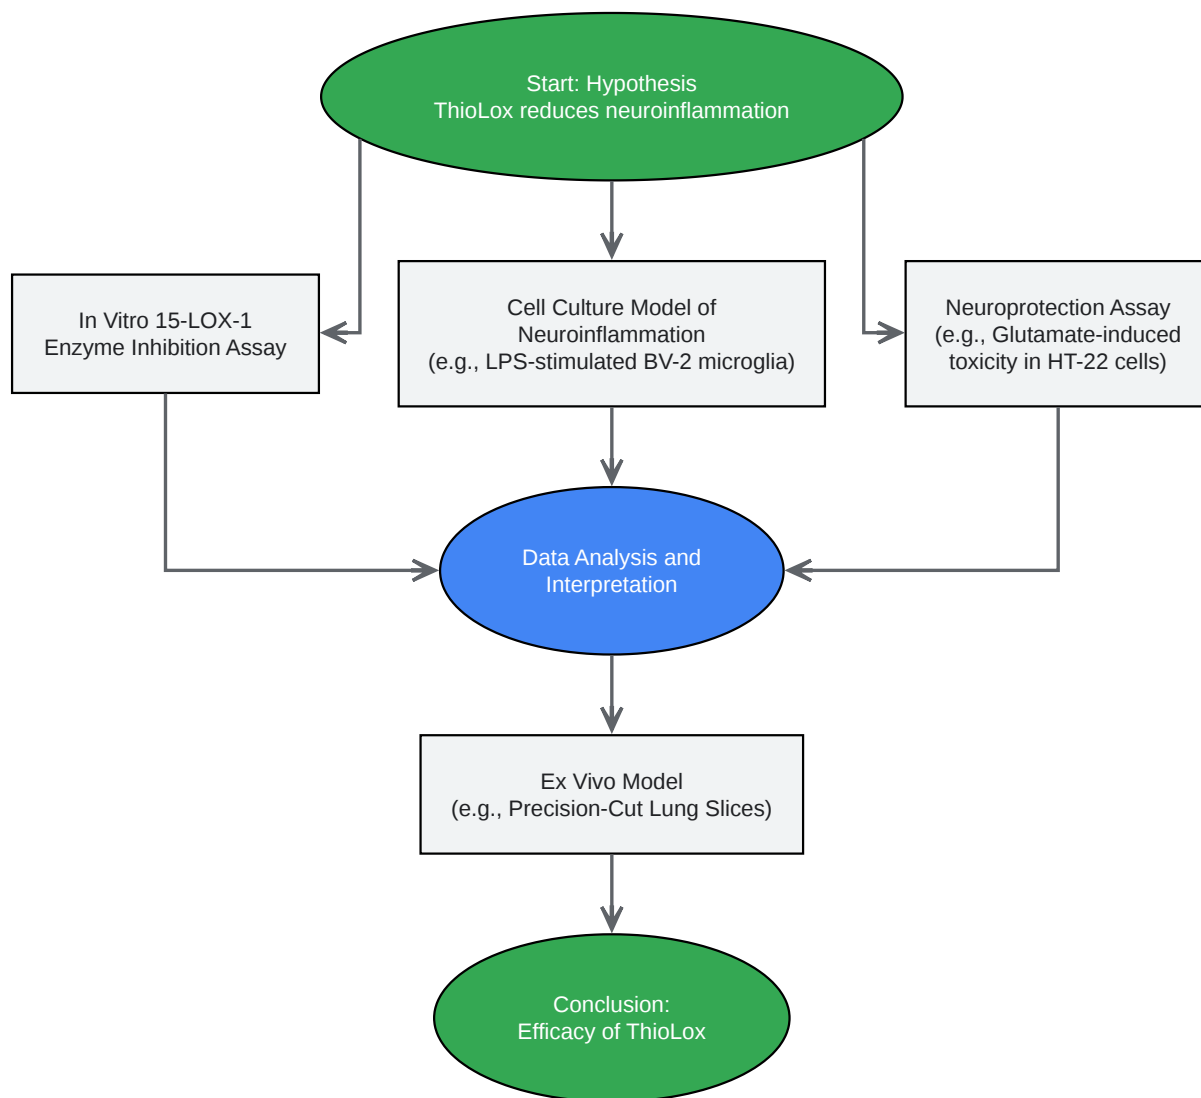 Start: Hypothesis
ThioLox reduces neuroinflammation
In Vitro 15-LOX-1
Enzyme Inhibition Assay
Cell Culture Model of
Neuroinflammation
(e.g., LPS-stimulated BV-2 microglia)
Neuroprotection Assay
(e.g., Glutamate-induced
toxicity in HT-22 cells)
Data Analysis and
Interpretation
Ex Vivo Model
(e.g., Precision-Cut Lung Slices)
Conclusion:
Efficacy of ThioLox